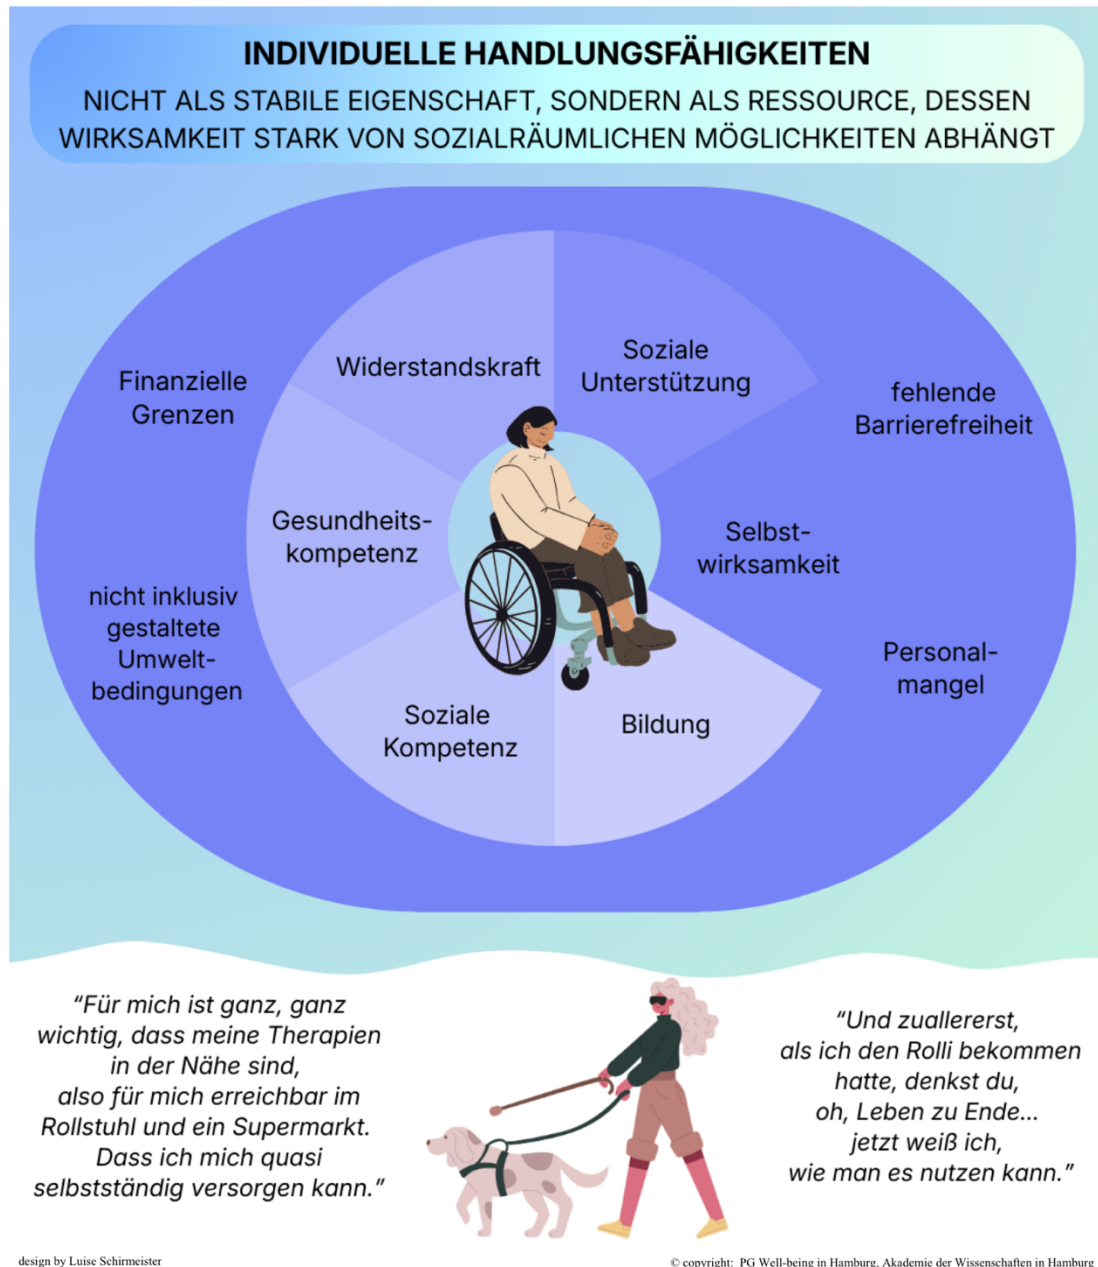 INDIVIDUELLE HANDLUNGSFÄHIGKEITEN
NICHT ALS STABILE EIGENSCHAFT, SONDERN ALS RESSOURCE, DESSEN
WIRKSAMKEIT STARK VON SOZIALRÄUMLICHEN MÖGLICHKEITEN ABHÄNGT
Finanzielle
Grenzen
nicht inklusiv
gestaltete
Umwelt-
bedingungen
Widerstandskraft
Soziale
Unterstützung
Gesundheits-
kompetenz
Selbst-
wirksamkeit
Soziale
Kompetenz
Bildung
fehlende
Barrierefreiheit
Personal-
mangel
“Für mich ist ganz, ganz
wichtig, dass meine Therapien
in der Nähe sind,
also für mich erreichbar im
Rollstuhl und ein Supermarkt.
Dass ich mich quasi
selbstständig versorgen kann.”
“Und zuallererst,
als ich den Rolli bekommen
hatte, denkst du,
oh, Leben zu Ende...
jetzt weiß ich,
wie man es nutzen kann.”
design by Luise Schirmeister
© copyright: PG Well-being in Hamburg, Akademie der Wissenschaften in Hamburg